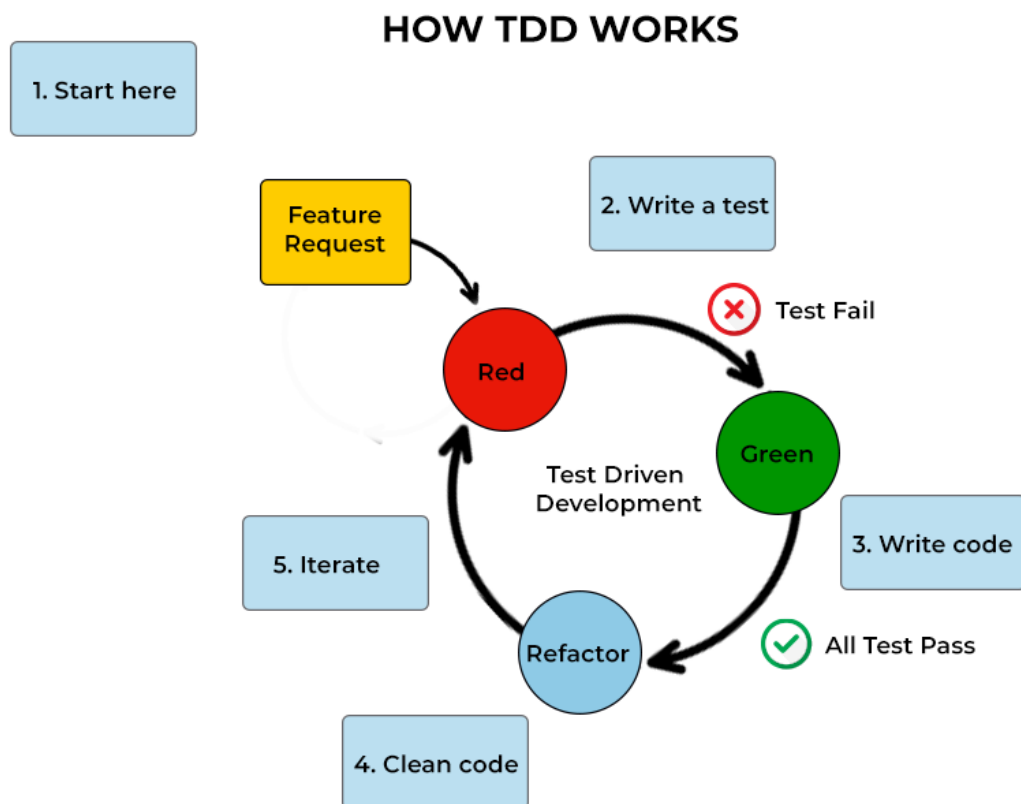 HOW TDD WORKS
1. Start here
Feature
Request
2. Write a test
Test Fail
Red
Green
Test Driven
Development
3. Write code
5. Iterate
All Test Pass
Refactor
4. Clean code